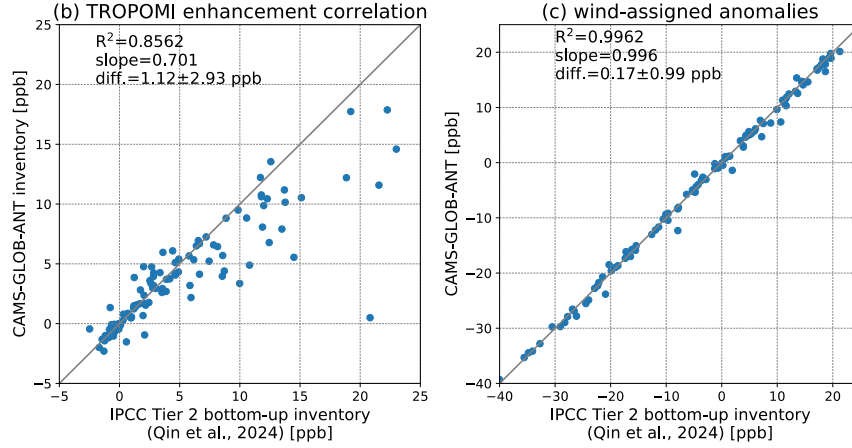 (b) TROPOMI enhancement correlation
R²=0.8562
slope=0.701
diff.=1.12±2.93 ppb
CAMS-GLOB-ANT inventory [ppb]
25
20
15
10
5
0
−5
−5 0 5 10 15 20 25
IPCC Tier 2 bottom-up inventory
(Qin et al., 2024) [ppb]
(c) wind-assigned anomalies
R²=0.9962
slope=0.996
diff.=0.17±0.99 ppb
CAMS-GLOB-ANT [ppb]
20
10
0
−10
−20
−30
−40
−40 −30 −20 −10 0 10 20
IPCC Tier 2 bottom-up inventory
(Qin et al., 2024) [ppb]